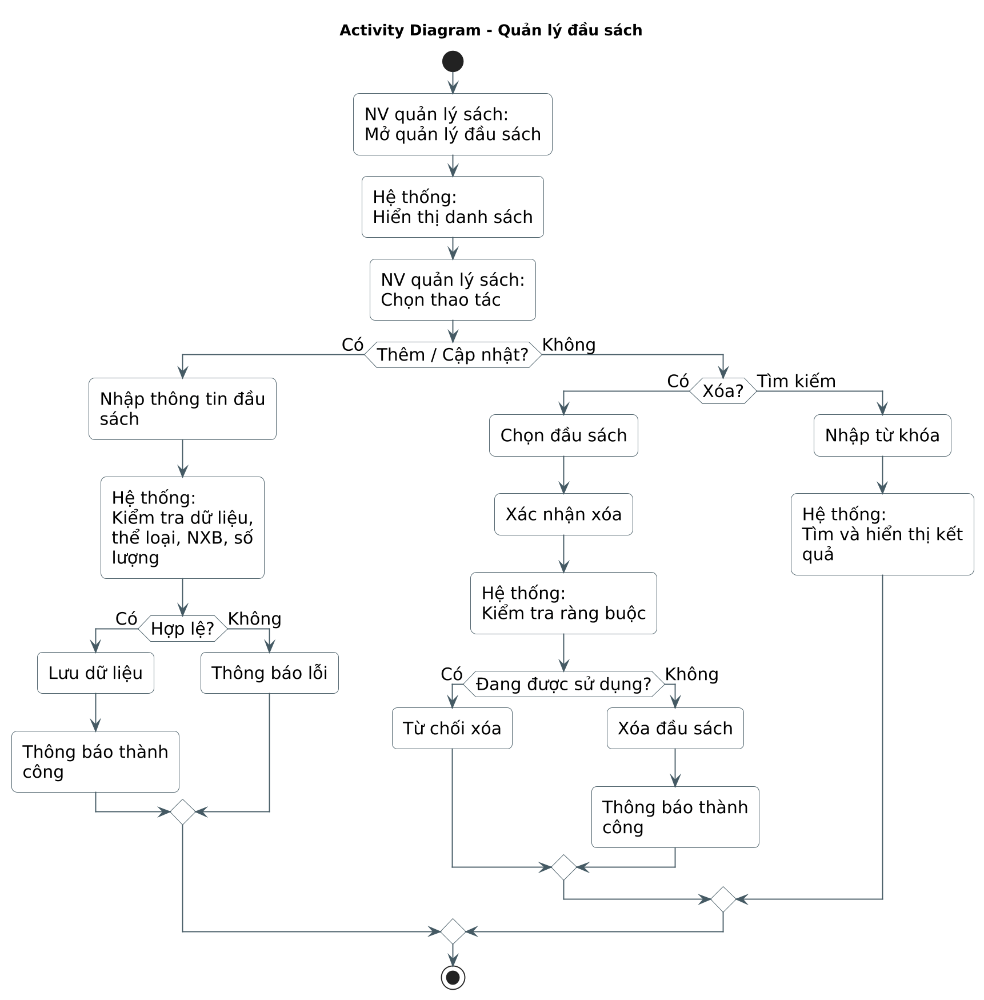 Activity Diagram - Quản lý đầu sách
NV quản lý sách:
Mở quản lý đầu sách
Hệ thống:
Hiển thị danh sách
NV quản lý sách:
Chọn thao tác
Có
Thêm / Cập nhật?
Không
Nhập thông tin đầu
sách
Hệ thống:
Kiểm tra dữ liệu,
thể loại, NXB, số
lượng
Có
Hợp lệ?
Không
Lưu dữ liệu
Thông báo thành
công
Thông báo lỗi
Có
Xóa?
Tìm kiếm
Chọn đầu sách
Xác nhận xóa
Hệ thống:
Kiểm tra ràng buộc
Có
Đang được sử dụng?
Không
Từ chối xóa
Xóa đầu sách
Thông báo thành
công
Nhập từ khóa
Hệ thống:
Tìm và hiển thị kết
quả